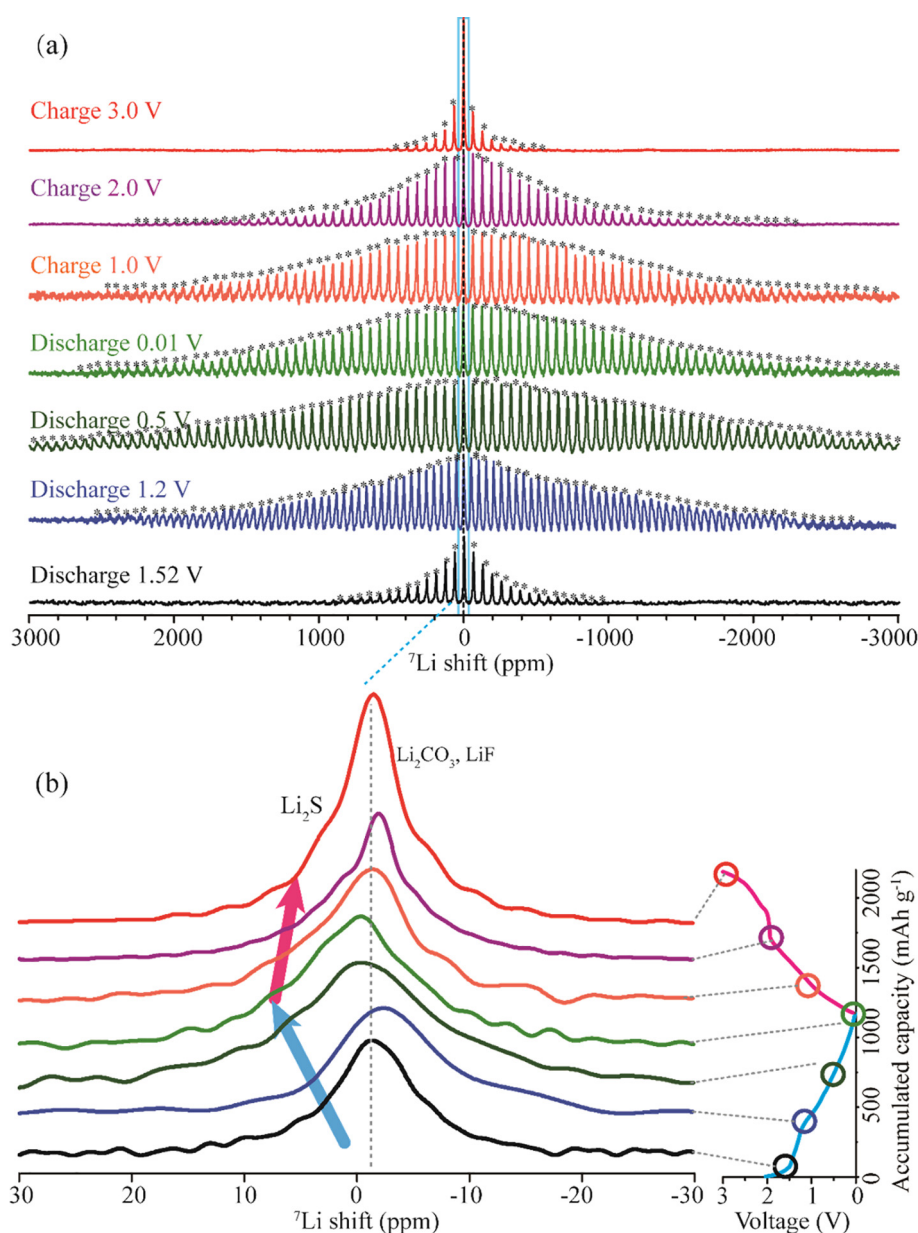 (a)
Charge 3.0 V
Charge 2.0 V
Charge 1.0 V
Discharge 0.01 V
Discharge 0.5 V
Discharge 1.2 V
Discharge 1.52 V
3000 2000 1000 0 -1000 -2000 -3000
⁷Li shift (ppm)
(b)
Li₂CO₃, LiF
Li₂S
30 20 10 0 -10 -20 -30
⁷Li shift (ppm)
3 2 1 0
Voltage (V)
0 500 1000 1500 2000
Accumulated capacity (mAh g⁻¹)